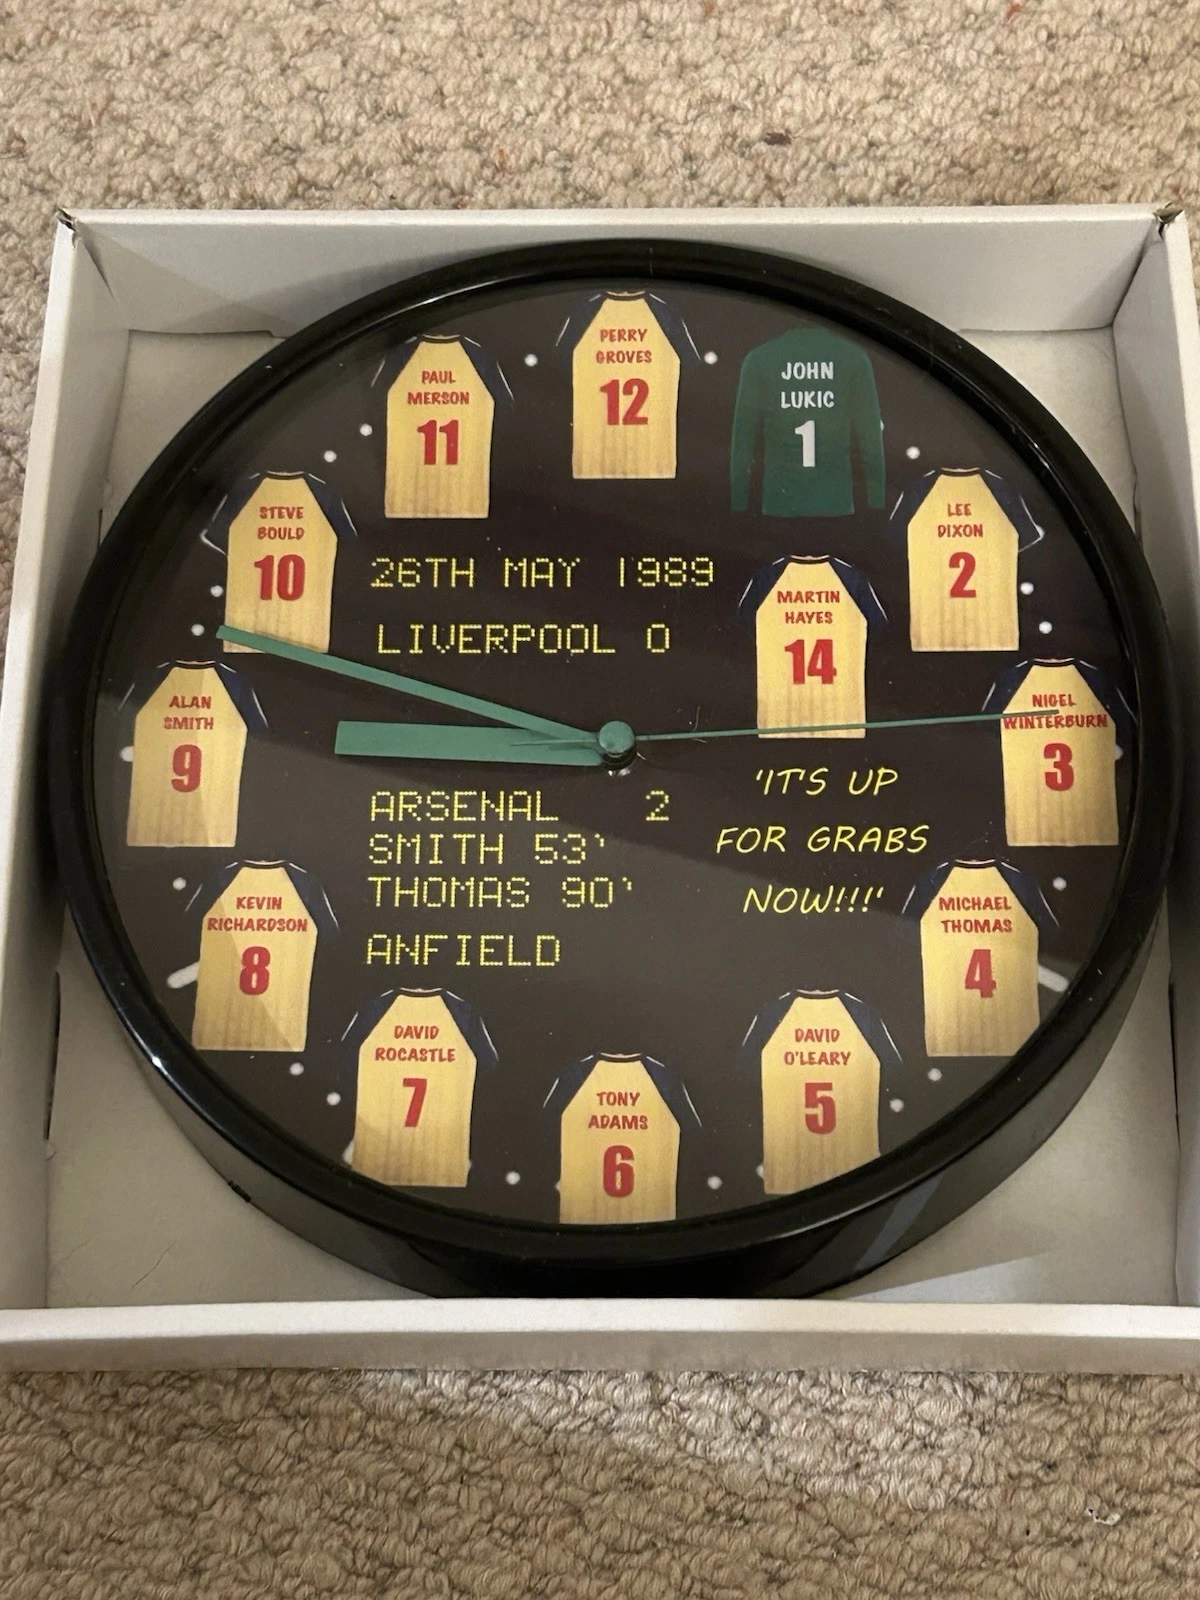 PERRY
GROVES
12
JOHN
LUKIC
1
LEE
DIXON
2
NIGEL
WINTERBURN
3
MICHAEL
THOMAS
4
DAVID
O'LEARY
5
TONY
ADAMS
6
DAVID
ROCASTLE
7
KEVIN
RICHARDSON
8
ALAN
SMITH
9
STEVE
BOULD
10
PAUL
MERSON
11
MARTIN
HAYES
14
26TH MAY 1989
LIVERPOOL 0
ARSENAL 2
SMITH 53'
THOMAS 90'
ANFIELD
'IT'S UP
FOR GRABS
NOW!!!'